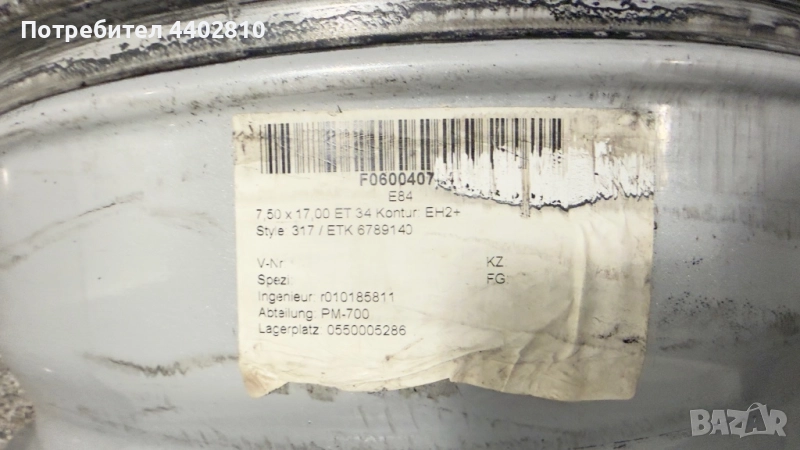 Потребител 4402810
F0600407
E84
7,50 x 17,00 ET 34 Kontur: EH2+
Style: 317 / ETK 6789140
V-Nr KZ
Spezi. FG
Ingenieur: r010185811
Abteilung: PM-700
Lagerplatz: 0550005286
BAZAR